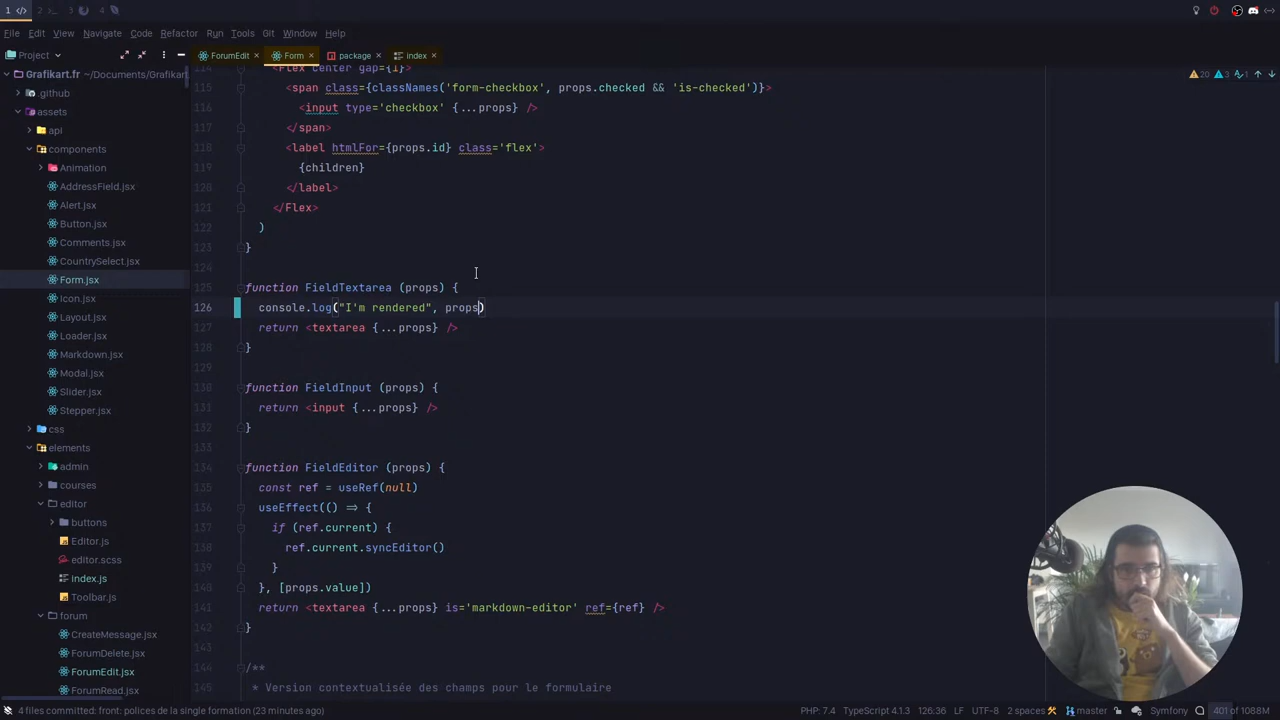 1 </>
2 >_
3
4
File Edit View Navigate Code Refactor Run Tools Git Window Help
Project
ForumEdit × Form × package × index ×
Grafikart.fr ~/Documents/Grafikart
.github
assets
api
components
Animation
AddressField.jsx
Alert.jsx
Button.jsx
Comments.jsx
CountrySelect.jsx
Form.jsx
Icon.jsx
Layout.jsx
Loader.jsx
Markdown.jsx
Modal.jsx
Slider.jsx
Stepper.jsx
css
elements
admin
courses
editor
buttons
Editor.js
editor.scss
index.js
Toolbar.js
forum
CreateMessage.jsx
ForumDelete.jsx
ForumEdit.jsx
ForumRead.jsx
20 3 1
114 <Flex center gap={1}>
115 <span class={classNames('form-checkbox', props.checked && 'is-checked')}>
116 <input type='checkbox' {...props} />
117 </span>
118 <label htmlFor={props.id} class='flex'>
119 {children}
120 </label>
121 </Flex>
122 )
123 }
124
125 function FieldTextarea (props) {
126 console.log("I'm rendered", props)
127 return <textarea {...props} />
128 }
129
130 function FieldInput (props) {
131 return <input {...props} />
132 }
133
134 function FieldEditor (props) {
135 const ref = useRef(null)
136 useEffect(() => {
137 if (ref.current) {
138 ref.current.syncEditor()
139 }
140 }, [props.value])
141 return <textarea {...props} is='markdown-editor' ref={ref} />
142 }
143
144 /**
145 * Version contextualisée des champs pour le formulaire
4 files committed: front: polices de la single formation (23 minutes ago)
PHP: 7.4 TypeScript 4.1.3 126:36 LF UTF-8 2 spaces master Symfony 401 of 1088M